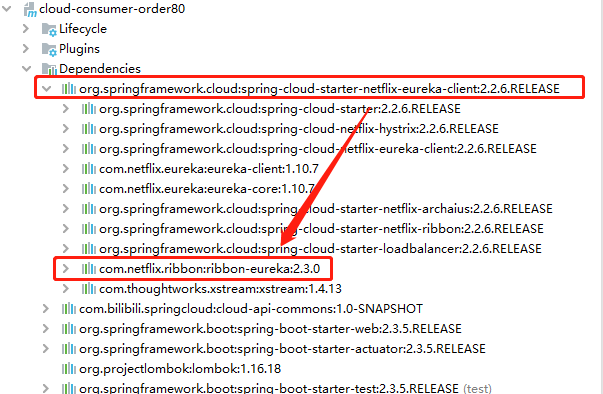 cloud-consumer-order80
Lifecycle
Plugins
Dependencies
org.springframework.cloud:spring-cloud-starter-netflix-eureka-client:2.2.6.RELEASE
org.springframework.cloud:spring-cloud-starter:2.2.6.RELEASE
org.springframework.cloud:spring-cloud-netflix-hystrix:2.2.6.RELEASE
org.springframework.cloud:spring-cloud-netflix-eureka-client:2.2.6.RELEASE
com.netflix.eureka:eureka-client:1.10.7
com.netflix.eureka:eureka-core:1.10.7
org.springframework.cloud:spring-cloud-starter-netflix-archaius:2.2.6.RELEASE
org.springframework.cloud:spring-cloud-starter-netflix-ribbon:2.2.6.RELEASE
org.springframework.cloud:spring-cloud-starter-loadbalancer:2.2.6.RELEASE
com.netflix.ribbon:ribbon-eureka:2.3.0
com.thoughtworks.xstream:xstream:1.4.13
com.bilibili.springcloud:cloud-api-commons:1.0-SNAPSHOT
org.springframework.boot:spring-boot-starter-web:2.3.5.RELEASE
org.springframework.boot:spring-boot-starter-actuator:2.3.5.RELEASE
org.projectlombok:lombok:1.16.18
org.springframework.boot:spring-boot-starter-test:2.3.5.RELEASE (test)